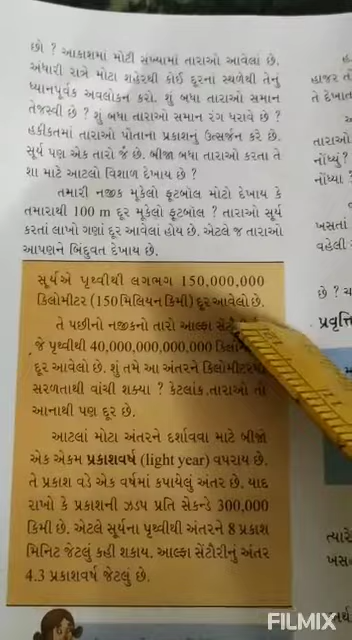 છો ? આકાશમાં મોટી સંખ્યામાં તારાઓ આવેલાં છે.
અંધારી રાત્રે મોટા શહેરથી કોઈ દૂરનાં સ્થળેથી તેનું
ધ્યાનપૂર્વક અવલોકન કરો. શું બધા તારાઓ સમાન
તેજસ્વી છે ? શું બધા તારાઓ સમાન રંગ ધરાવે છે ?
હકીકતમાં તારાઓ પોતાના પ્રકાશનું ઉત્સર્જન કરે છે.
સૂર્ય પણ એક તારો જ છે. બીજા બધા તારાઓ કરતા તે
શા માટે આટલો વિશાળ દેખાય છે ?
તમારી નજીક મૂકેલો ફૂટબોલ મોટો દેખાય કે
તમારાથી 100 m દૂર મૂકેલો ફૂટબોલ ? તારાઓ સૂર્ય
કરતાં લાખો ગણાં દૂર આવેલાં હોય છે. એટલે જ તારાઓ
આપણને બિંદુવત દેખાય છે.
સૂર્યએ પૃથ્વીથી લગભગ 150,000,000
કિલોમીટર (150 મિલિયન કિમી) દૂર આવેલો છે.
તે પછીનો નજીકનો તારો આલ્ફા
જે પૃથ્વીથી 40,000,000,000,000
દૂર આવેલો છે. શું તમે આ અંતરને
સરળતાથી વાંચી શક્યા ? કેટલાંક તારાઓ તો
આનાથી પણ દૂર છે.
આટલાં મોટા અંતરને દર્શાવવા માટે બીજો
એક એકમ પ્રકાશવર્ષ (light year) વપરાય છે.
તે પ્રકાશ વડે એક વર્ષમાં કપાયેલું અંતર છે. યાદ
રાખો કે પ્રકાશની ઝડપ પ્રતિ સેકન્ડે 300,000
કિમી છે. એટલે સૂર્યના પૃથ્વીથી અંતરને 8 પ્રકાશ
મિનિટ જેટલું કહી શકાય. આલ્ફા સેંટૌરીનું અંતર
4.3 પ્રકાશવર્ષ જેટલું છે.
હાજર
તે દેખા
તારાઓ
નોંધ્યું ?
નોંધ્યા
ખસતાં
વહેલી
છે ?
પ્રવૃત્તિ
ત્યારે
FILMIX